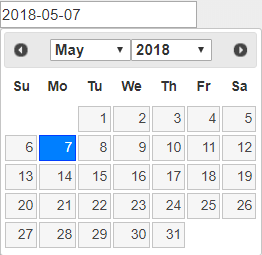 2018-05-07
May 2018
Su Mo Tu We Th Fr Sa
1 2 3 4 5
6 7 8 9 10 11 12
13 14 15 16 17 18 19
20 21 22 23 24 25 26
27 28 29 30 31